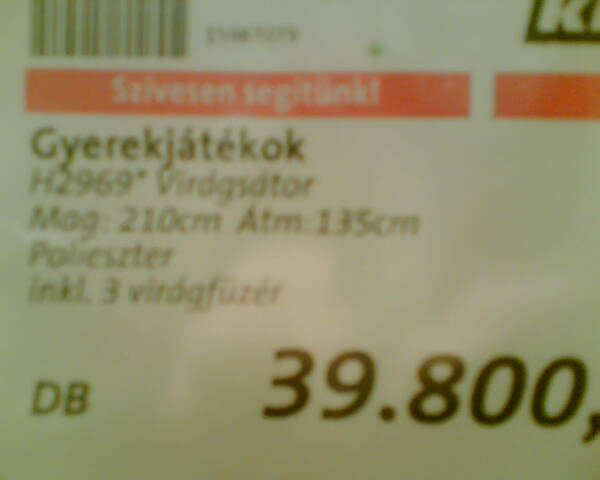 Szívesen segítünk!
Gyerekjátékok
H2969* Virágsátor
Mag: 210cm Átm:135cm
Poliészter
inkl. 3 virágfüzér
DB 39.800,